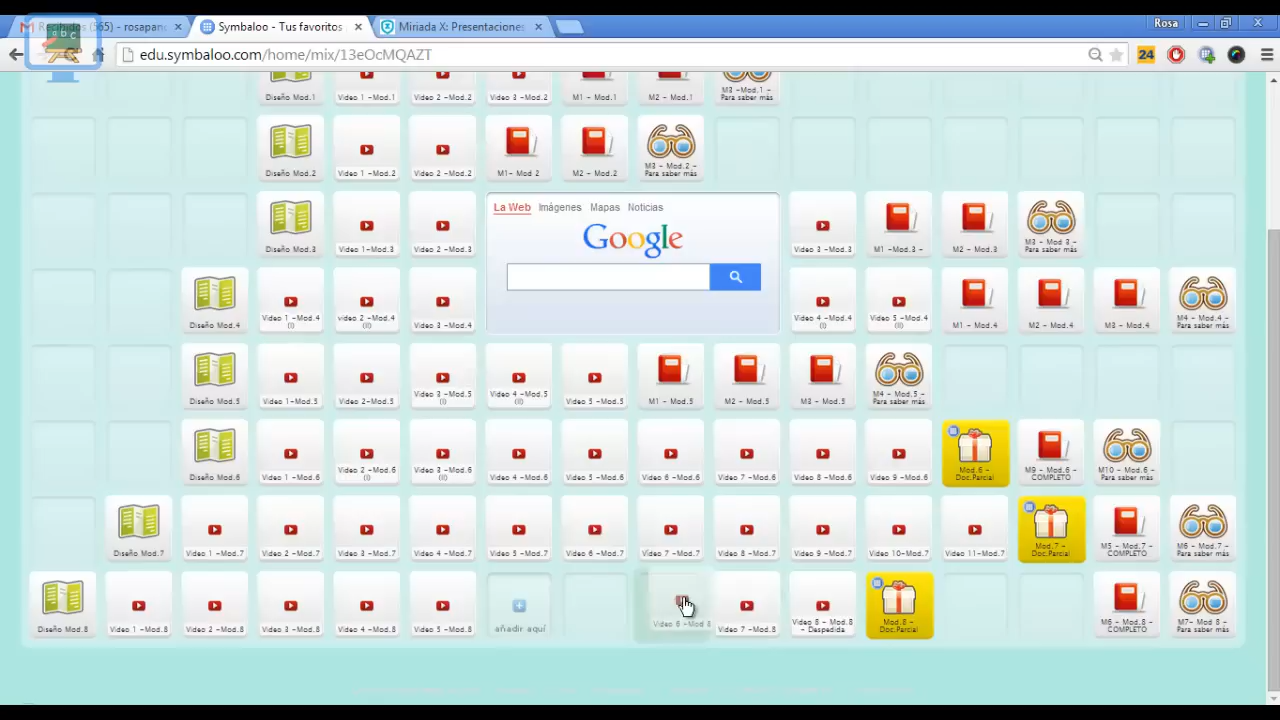 Recibidos (365) - rosapand
Symbaloo - Tus favoritos
Miriada X: Presentaciones
Rosa
abc
edu.symbaloo.com/home/mix/13eOcMQAZT
24
Diseño Mod.1
Video 1 -Mod.1
Video 2 -Mod.2
Video 3 -Mod.2
M1 - Mod.1
M2 - Mod.1
M3 -Mod.1 -
Para saber más
Diseño Mod.2
Video 1 -Mod.2
Video 2 -Mod.2
M1- Mod 2
M2 - Mod.2
M3 - Mod.2 -
Para saber más
Diseño Mod.3
Video 1-Mod.3
Video 2 -Mod.3
La Web Imágenes Mapas Noticias
Google
Video 3 -Mod.3
M1 -Mod.3 -
M2 - Mod.3
M3 - Mod 3 -
Para saber más
Diseño Mod.4
Video 1 -Mod.4
(I)
video 2 -Mod.4
(II)
Video 3 -Mod.4
Video 4 -Mod.4
(I)
Video 5 -Mod.4
(II)
M1 - Mod.4
M2 - Mod.4
M3 - Mod.4
M4 - Mod.4 -
Para saber más
Diseño Mod.5
Video 1-Mod.5
Video 2-Mod.5
Video 3 -Mod.5
(I)
Video 4 -Mod.5
(II)
Video 5 -Mod.5
M1 - Mod.5
M2 - Mod.5
M3 - Mod.5
M4 - Mod.5 -
Para saber más
Diseño Mod.6
Video 1 -Mod.6
Video 2 -Mod.6
(I)
Video 3 -Mod.6
(II)
Video 4 -Mod.6
Video 5 -Mod.6
Video 6 -Mod.6
Video 7 -Mod.6
Video 8 -Mod.6
Video 9 -Mod.6
Mod.6 -
Doc.Parcial
M9 - Mod.6 -
COMPLETO
M10 - Mod.6 -
Para saber más
Diseño Mod.7
Video 1 -Mod.7
Video 2 -Mod.7
Video 3 -Mod.7
Video 4 -Mod.7
Video 5 -Mod.7
Video 6 -Mod.7
Video 7 -Mod.7
Video 8 -Mod.7
Video 9 -Mod.7
Video 10-Mod.7
Video 11-Mod.7
Mod.7 -
Doc.Parcial
M5 - Mod.7 -
COMPLETO
M6 - Mod.7 -
Para saber más
Diseño Mod.8
Video 1 -Mod.8
Video 2 -Mod.8
Video 3 -Mod.8
Video 4 -Mod.8
Video 5 -Mod.8
añadir aquí
Video 6 -Mod 8
Video 7 -Mod.8
Video 8 - Mod.8
- Despedida
Mod.8 -
Doc.Parcial
M6 - Mod.8 -
COMPLETO
M7- Mod 8 -
Para saber más